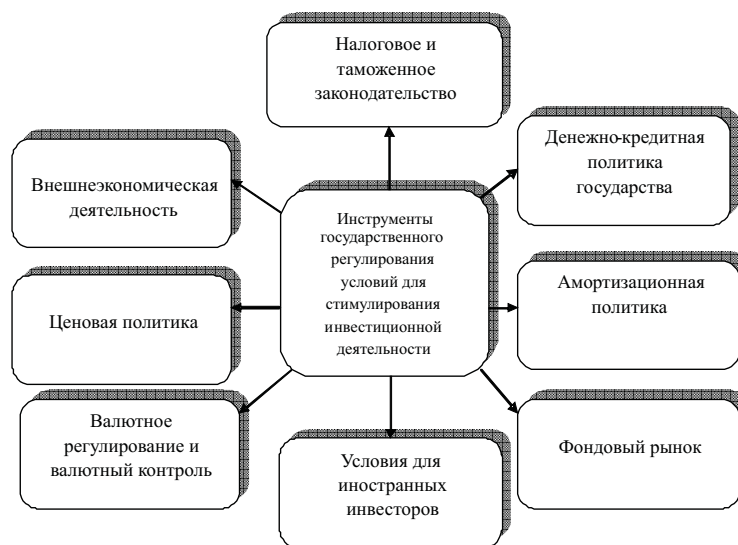 Налоговое и
таможенное
законодательство
Денежно-кредитная
политика
государства
Внешнеэкономическая
деятельность
Инструменты
государственного
регулирования
условий для
стимулирования
инвестиционной
деятельности
Амортизационная
политика
Ценовая политика
Валютное
регулирование и
валютный контроль
Условия для
иностранных
инвесторов
Фондовый рынок